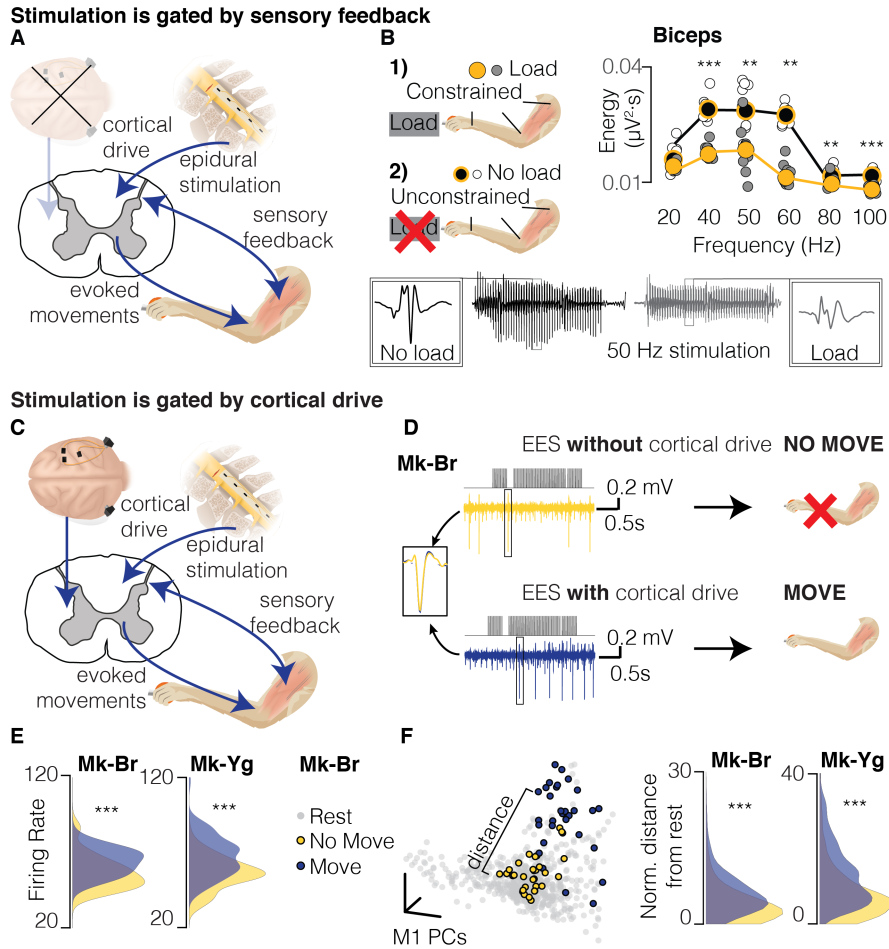 Stimulation is gated by sensory feedback
A
cortical
drive
epidural
stimulation
sensory
feedback
evoked
movements
B
1)
Load
Constrained
Load
2)
No load
Unconstrained
Load
Biceps
0.04
***
**
**
Energy
(µV²·s)
**
***
0.01
20
40
50
60
80
100
Frequency (Hz)
No load
50 Hz stimulation
Load
Stimulation is gated by cortical drive
C
cortical
drive
epidural
stimulation
sensory
feedback
evoked
movements
D
EES without cortical drive NO MOVE
Mk-Br
0.2 mV
0.5s
EES with cortical drive MOVE
0.2 mV
0.5s
E
Mk-Br
Mk-Yg
120
120
***
***
Firing Rate
20
20
Mk-Br
Rest
No Move
Move
F
distance
M1 PCs
Mk-Br
Mk-Yg
30
40
***
***
Norm. distance
from rest
0
0